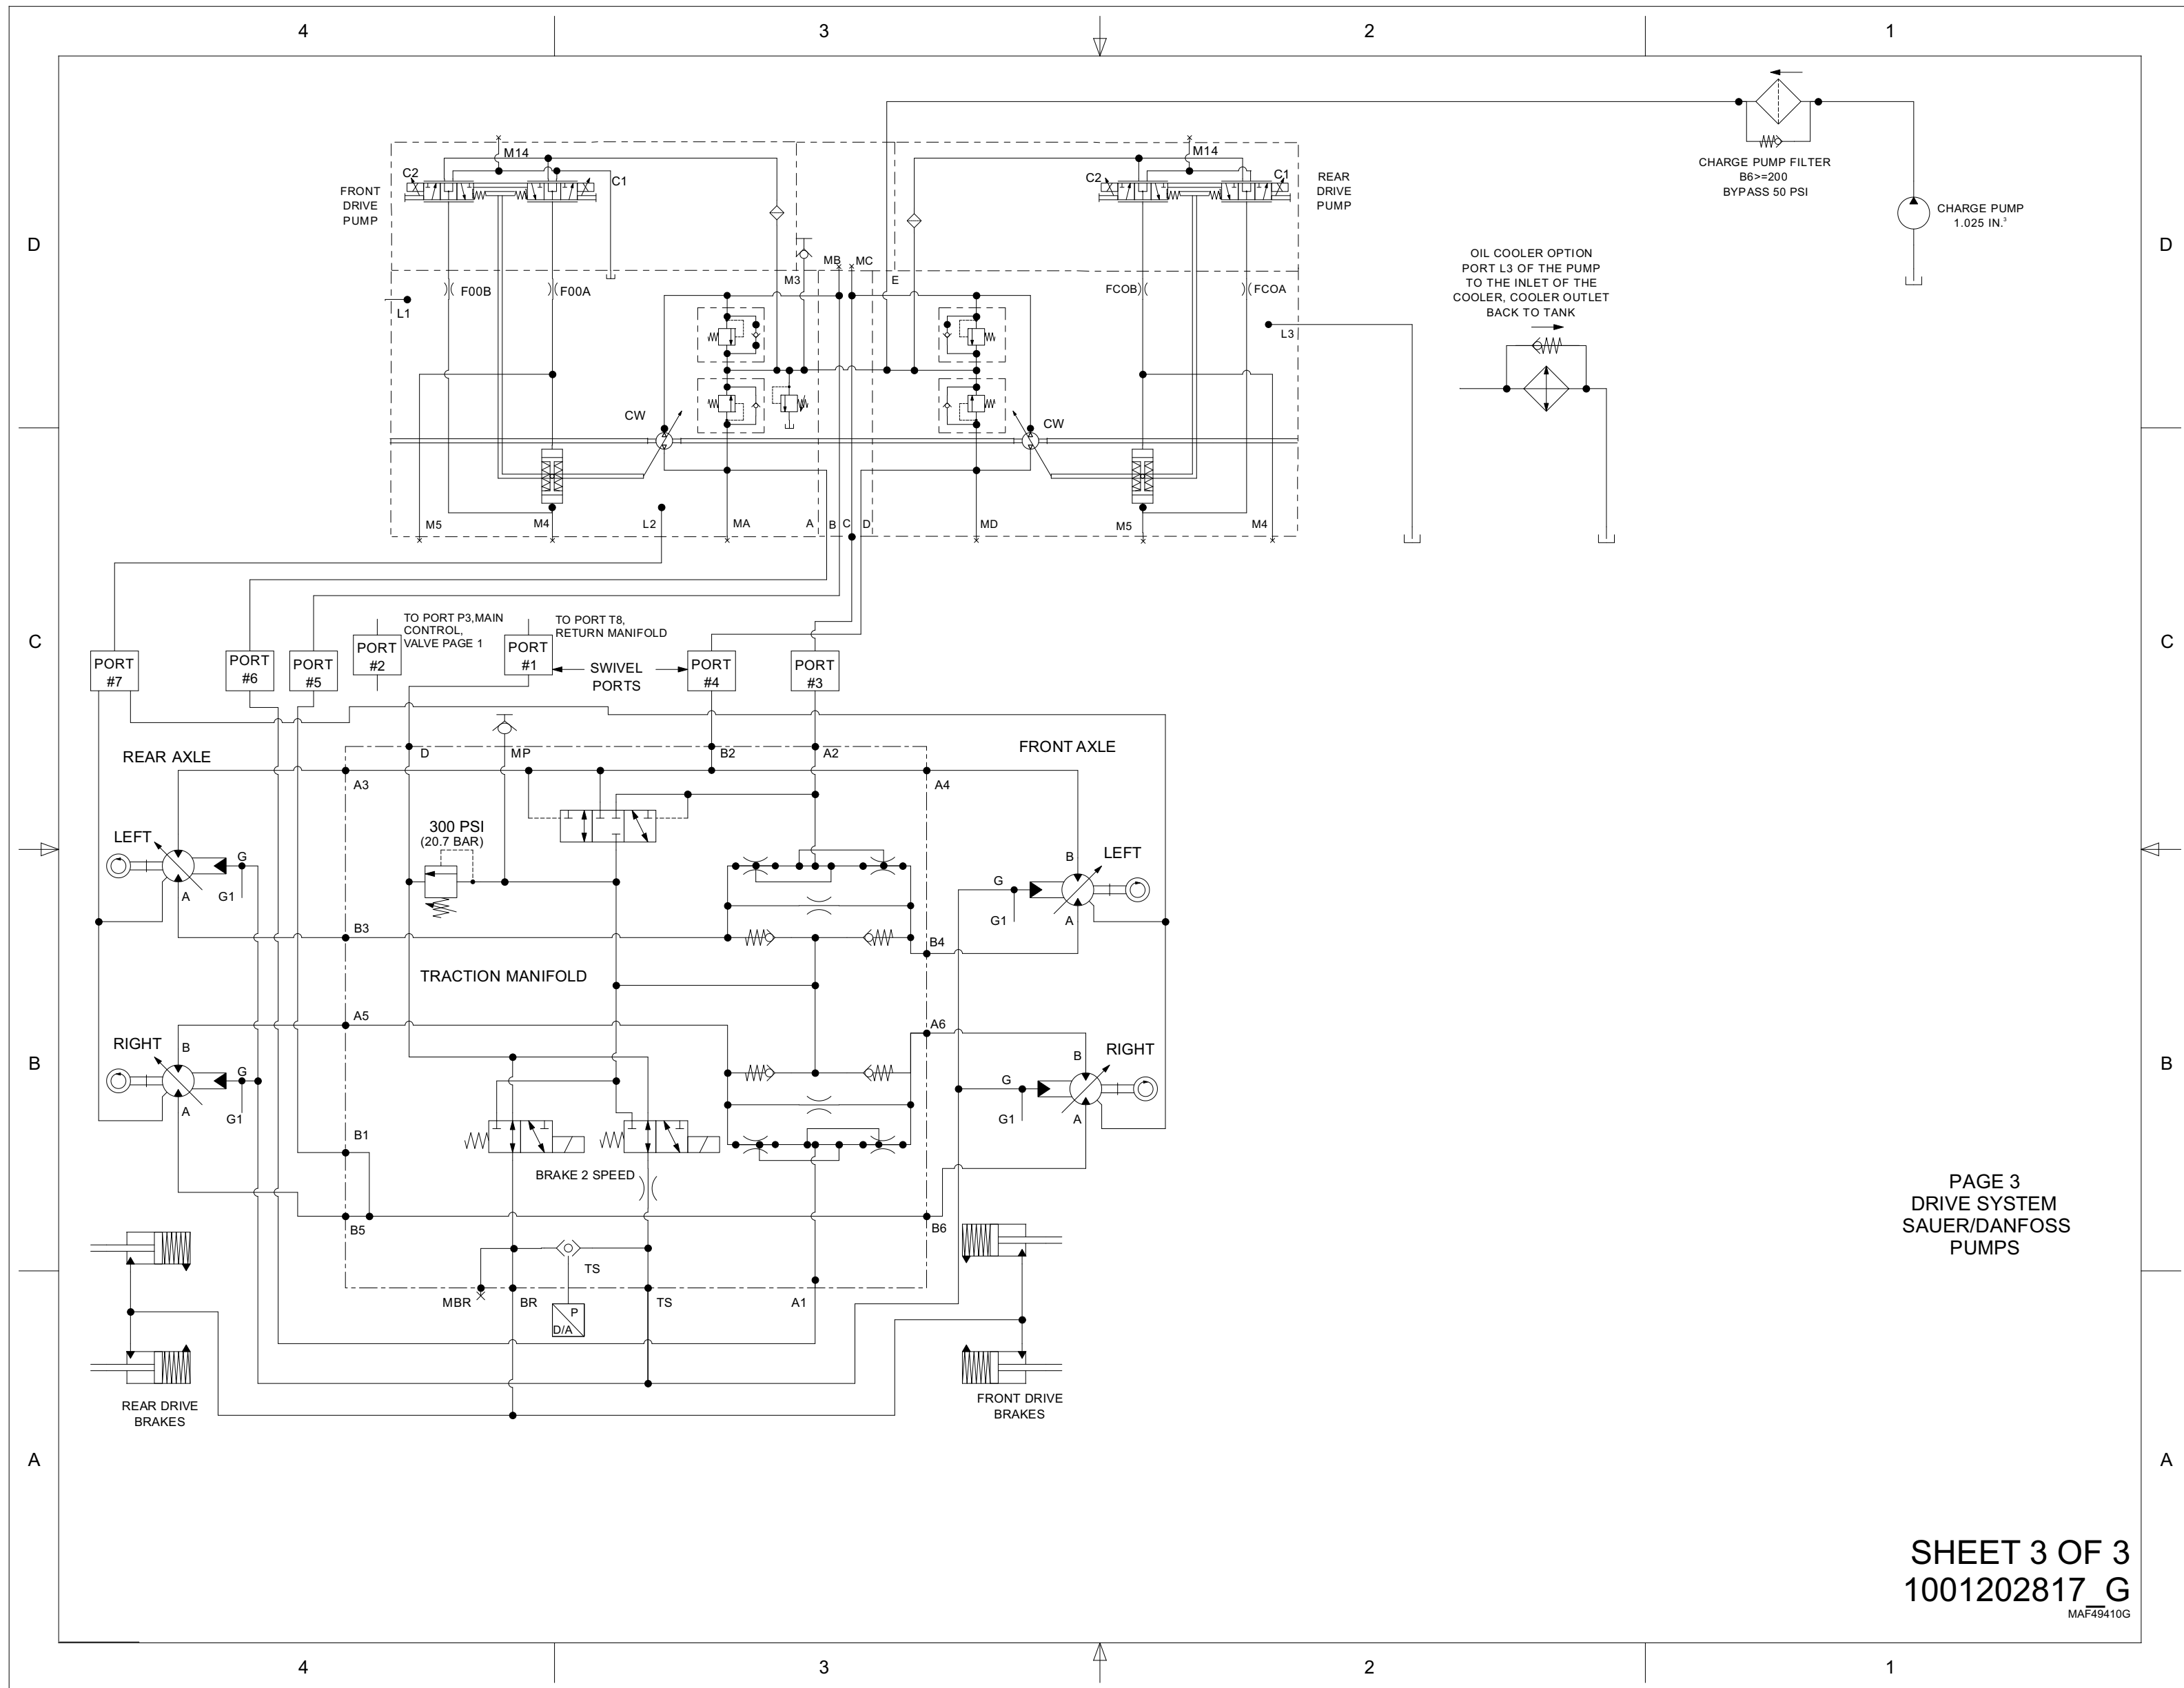 4
3
2
1
D
D
C
C
B
B
A
A
CHARGE PUMP FILTER
B6>=200
BYPASS 50 PSI
CHARGE PUMP
1.025 IN.³
OIL COOLER OPTION
PORT L3 OF THE PUMP
TO THE INLET OF THE
COOLER, COOLER OUTLET
BACK TO TANK
FRONT
DRIVE
PUMP
C2
M14
C1
C2
M14
C1
REAR
DRIVE
PUMP
MB
MC
M3
E
L1
F00B
F00A
FCOB
FCOA
L3
CW
CW
M5
M4
L2
MA
A
B
C
D
MD
M5
M4
TO PORT P3,MAIN
CONTROL,
VALVE PAGE 1
TO PORT T8,
RETURN MANIFOLD
PORT
#7
PORT
#6
PORT
#5
PORT
#2
PORT
#1
SWIVEL
PORTS
PORT
#4
PORT
#3
REAR AXLE
FRONT AXLE
D
MP
B2
A2
A3
A4
300 PSI
(20.7 BAR)
LEFT
G
A
G1
B
LEFT
G
G1
A
B3
B4
TRACTION MANIFOLD
A5
A6
RIGHT
B
G
A
G1
B
RIGHT
G
G1
A
B1
BRAKE 2 SPEED
B5
B6
TS
MBR
BR
TS
A1
P
D/A
REAR DRIVE
BRAKES
FRONT DRIVE
BRAKES
PAGE 3
DRIVE SYSTEM
SAUER/DANFOSS
PUMPS
SHEET 3 OF 3
1001202817_G
MAF49410G
4
3
2
1